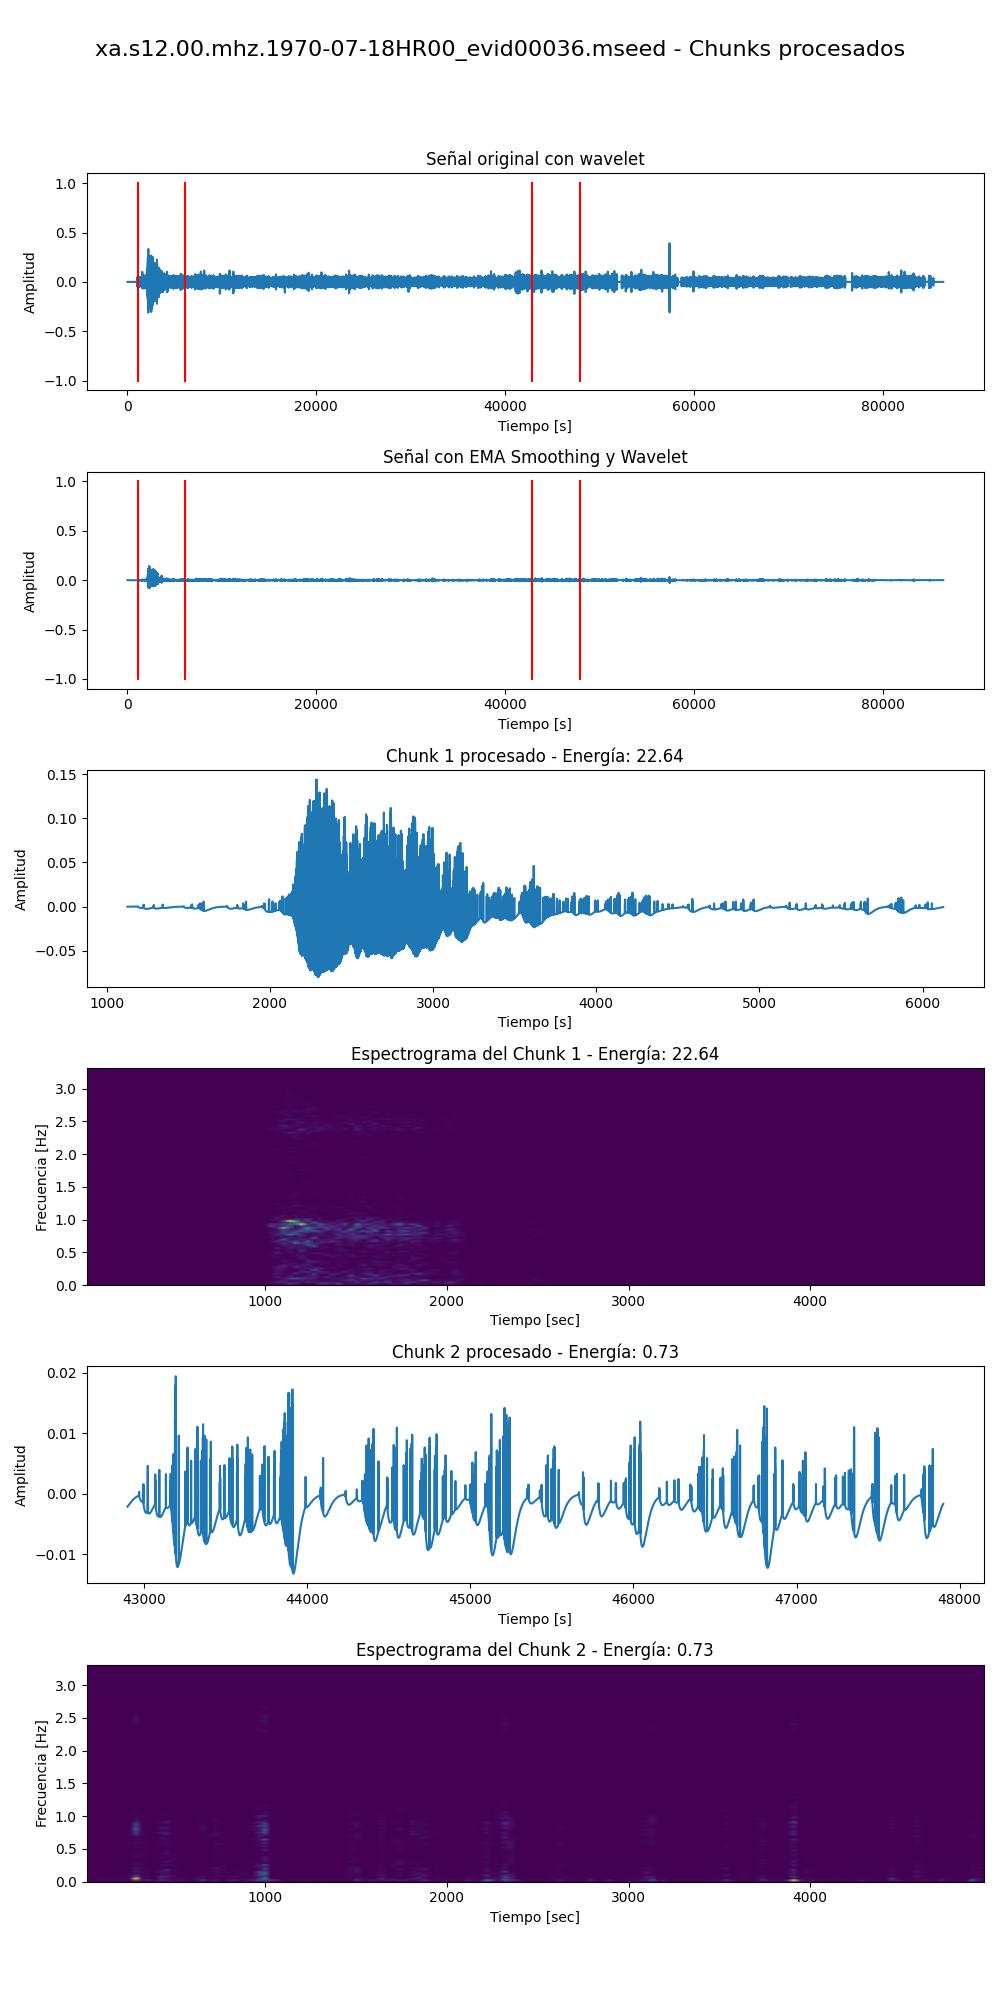 xa.s12.00.mhz.1970-07-18HR00_evid00036.mseed - Chunks procesados
Señal original con wavelet
1.0
0.5
0.0
−0.5
−1.0
Amplitud
0 20000 40000 60000 80000
Tiempo [s]
Señal con EMA Smoothing y Wavelet
1.0
0.5
0.0
−0.5
−1.0
Amplitud
0 20000 40000 60000 80000
Tiempo [s]
Chunk 1 procesado - Energía: 22.64
0.15
0.10
0.05
0.00
−0.05
Amplitud
1000 2000 3000 4000 5000 6000
Tiempo [s]
Espectrograma del Chunk 1 - Energía: 22.64
3.0
2.5
2.0
1.5
1.0
0.5
0.0
Frecuencia [Hz]
1000 2000 3000 4000
Tiempo [sec]
Chunk 2 procesado - Energía: 0.73
0.02
0.01
0.00
−0.01
Amplitud
43000 44000 45000 46000 47000 48000
Tiempo [s]
Espectrograma del Chunk 2 - Energía: 0.73
3.0
2.5
2.0
1.5
1.0
0.5
0.0
Frecuencia [Hz]
1000 2000 3000 4000
Tiempo [sec]